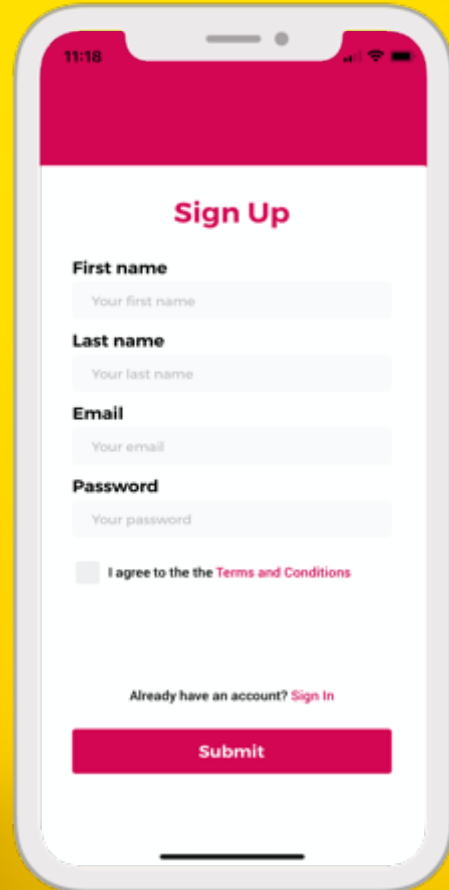 11:18
Sign Up
First name
Your first name
Last name
Your last name
Email
Your email
Password
Your password
I agree to the the Terms and Conditions
Already have an account? Sign In
Submit